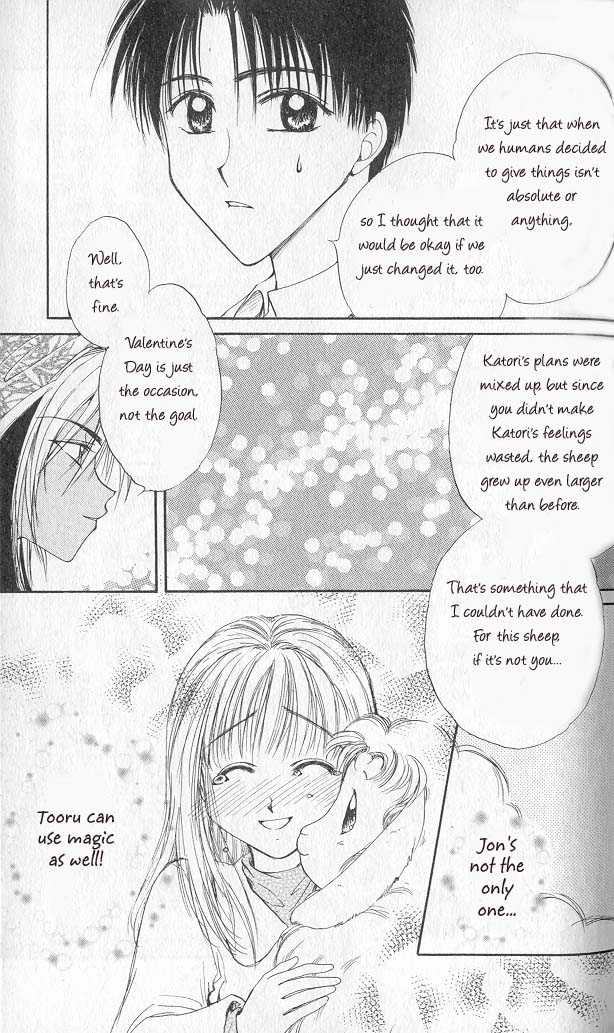 It's just that when
we humans decided
to give things isn't
absolute or
anything,
so I thought that it
would be okay if we
just changed it, too.
Well,
that's
fine.
Valentine's
Day is just
the occasion,
not the goal.
Katori's plans were
mixed up, but since
you didn't make
Katori's feelings
wasted, the sheep
grew up even larger
than before.
That's something that
I couldn't have done.
For this sheep,
if it's not you...
Jon's
not the
only
one...
Tooru can
use magic
as well!